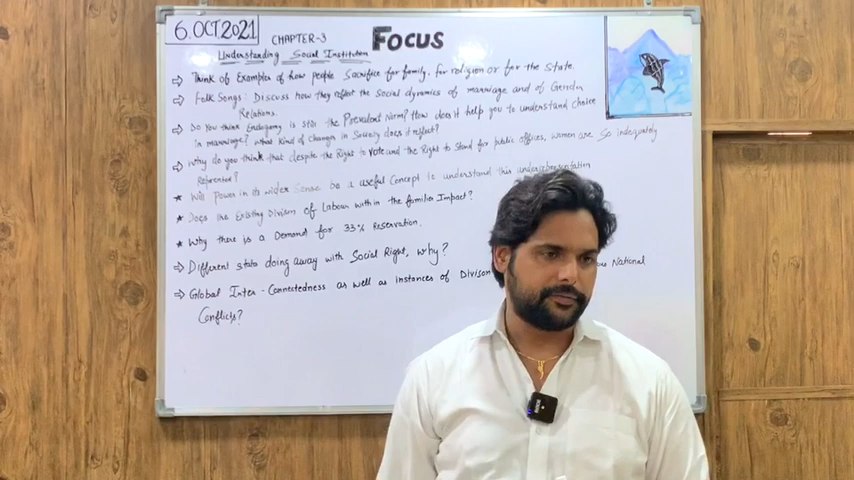 6.OCT.2021
CHAPTER-3
Focus
Understanding Social Institution
⇒ Think of Examples of how people Sacrifice for family, for religion or for the State
⇒ Folk Songs: Discuss how they reflect the Social dynamics of marriage and of Gender
Relations.
⇒ Do you think Endogamy is still the Prevalent norm? How does it help you to understand choice
in marriage? What kind of changes in Society does it reflect?
⇒ Why do you think that despite the Right to Vote and the Right to Stand for public offices, women are so Inadequately
★ Will Power in its wider Sense be a useful Concept to understand this underrepresentation
★ Does the Existing Division of Labour within the families Impact?
★ Why there is a Demand for 33% Reservation.
⇒ Different state doing away with Social Right, why?
⇒ Global Inter-Connectedness as well as instances of National
Conflicts?